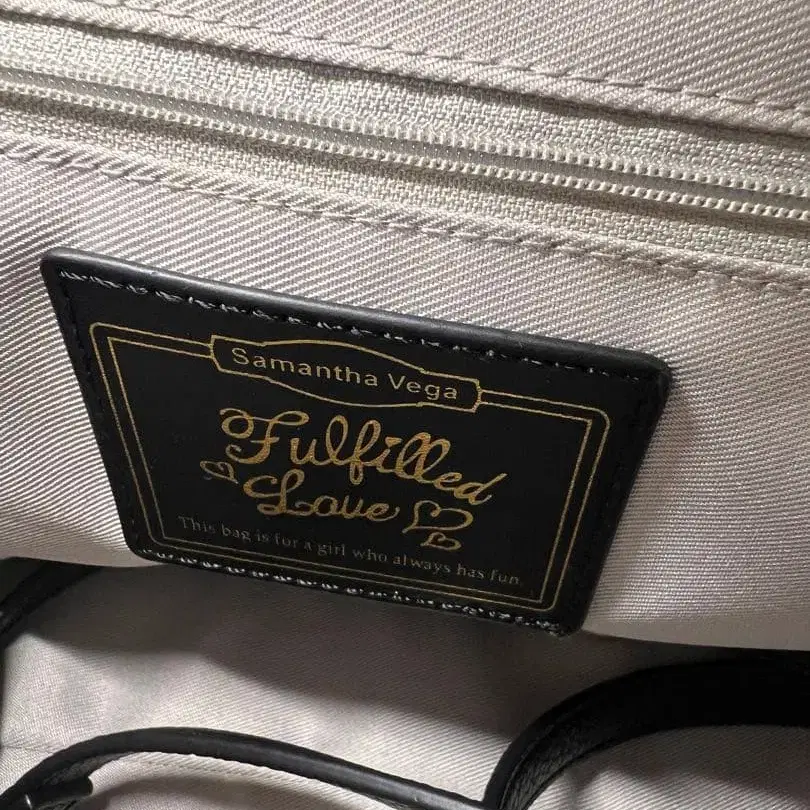 Samantha Vega
Fulfilled
Love
This bag is for a girl who always has fun.